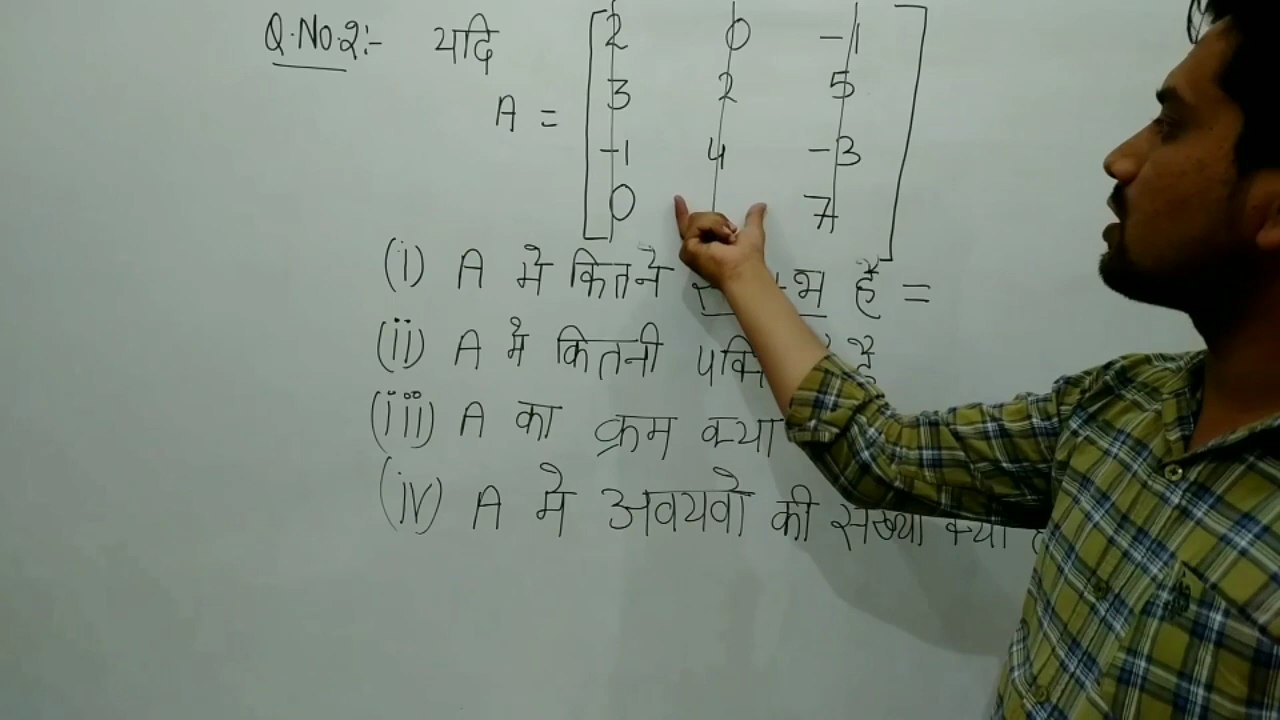 Q.No.2:- यदि
A =
2 0 -1
3 2 5
-1 4 -3
0 7
(i) A मे कितने है =
(ii) A मे कितनी है
(iii) A का क्रम क्या
(iv) A मे अवयवो की सख्या क्या